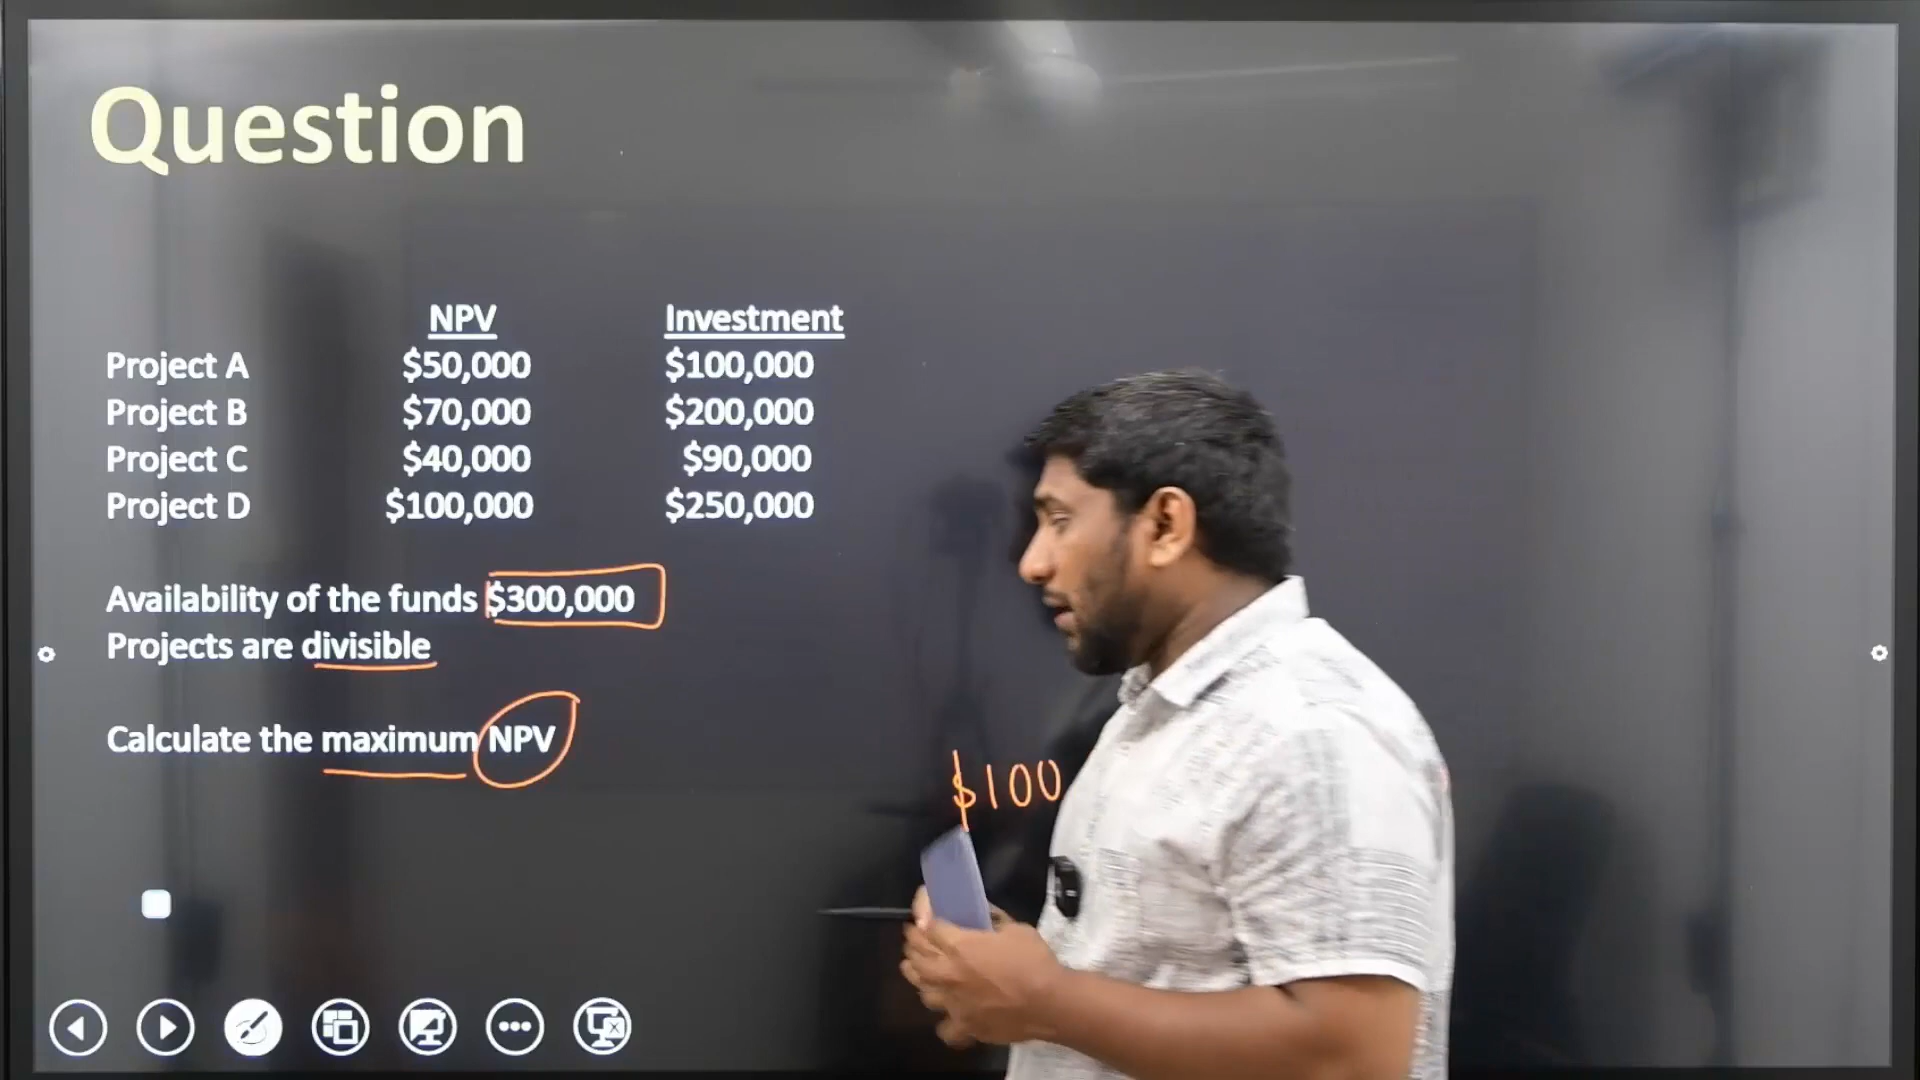 Question
NPV Investment
Project A $50,000 $100,000
Project B $70,000 $200,000
Project C $40,000 $90,000
Project D $100,000 $250,000
Availability of the funds $300,000
Projects are divisible
Calculate the maximum NPV
$100